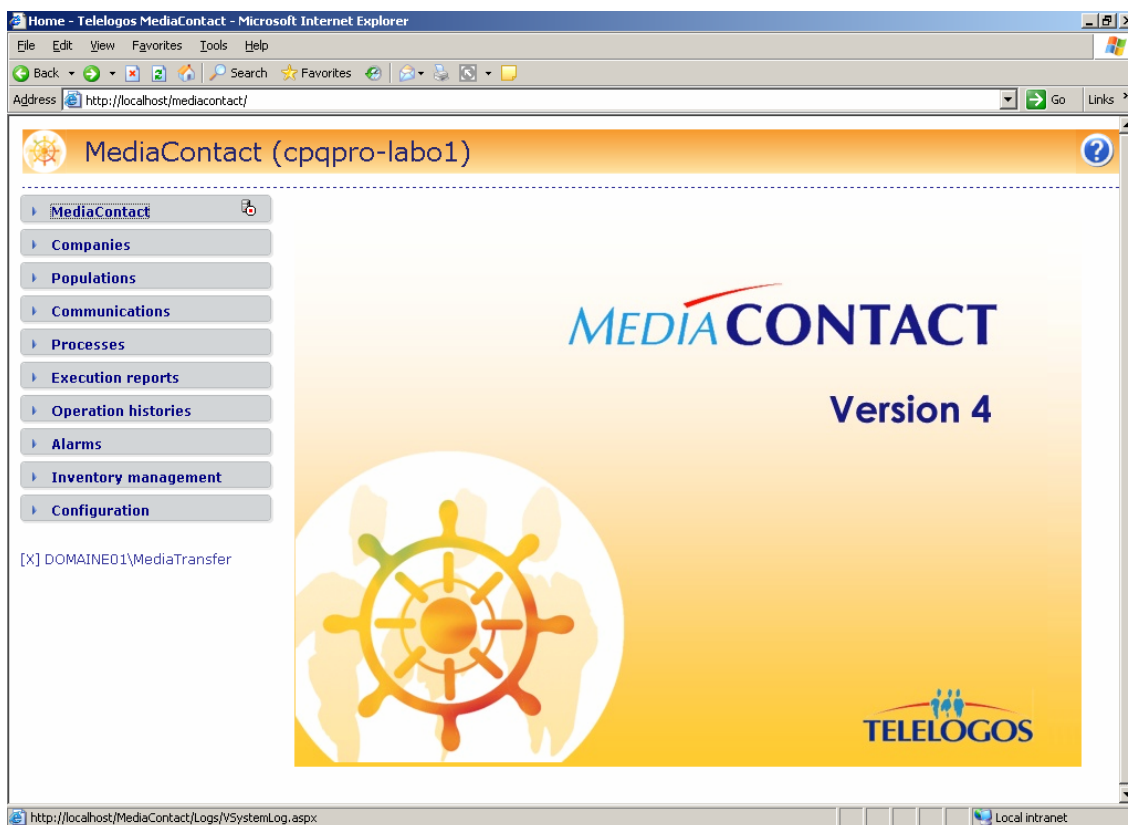 Home - Telelogos MediaContact - Microsoft Internet Explorer
File Edit View Favorites Tools Help
Back Search Favorites
Address http://localhost/mediacontact/ Go Links »
MediaContact (cpqpro-labo1)
?
MediaContact
Companies
Populations
Communications
Processes
Execution reports
Operation histories
Alarms
Inventory management
Configuration
[X] DOMAINE01\MediaTransfer
MEDIACONTACT
Version 4
TELELOGOS
http://localhost/MediaContact/Logs/VSystemLog.aspx Local intranet